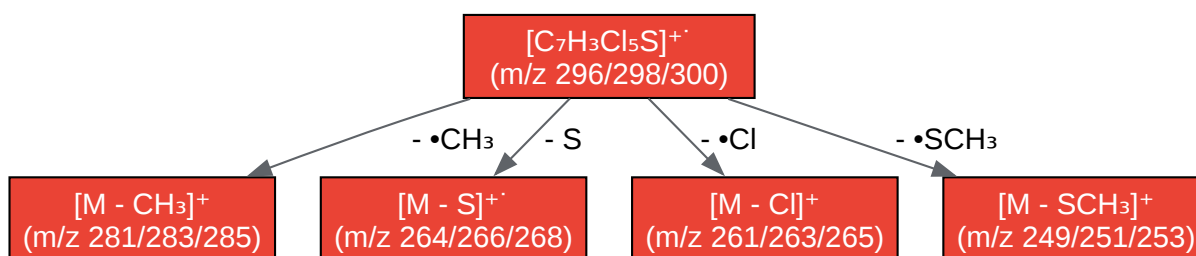 [C₇H₃Cl₅S]⁺˙
(m/z 296/298/300)
- •CH₃
- S
- •Cl
- •SCH₃
[M - CH₃]⁺
(m/z 281/283/285)
[M - S]⁺˙
(m/z 264/266/268)
[M - Cl]⁺
(m/z 261/263/265)
[M - SCH₃]⁺
(m/z 249/251/253)